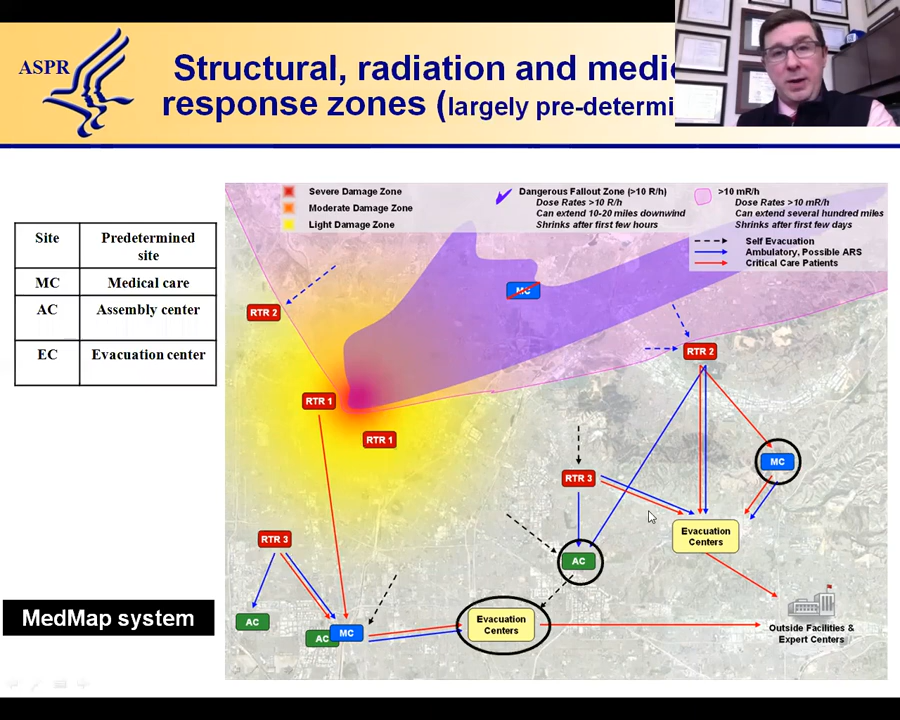 ASPR
Structural, radiation and medi
response zones (largely pre-determi
Site Predetermined
site
MC Medical care
AC Assembly center
EC Evacuation center
MedMap system
Severe Damage Zone
Moderate Damage Zone
Light Damage Zone
Dangerous Fallout Zone (>10 R/h)
Dose Rates >10 R/h
Can extend 10-20 miles downwind
Shrinks after first few hours
>10 mR/h
Dose Rates >10 mR/h
Can extend several hundred miles
Shrinks after first few days
Self Evacuation
Ambulatory, Possible ARS
Critical Care Patients
MC
RTR 2
RTR 2
RTR 1
RTR 1
MC
RTR 3
Evacuation
Centers
RTR 3
AC
AC
AC
MC
Evacuation
Centers
Outside Facilities &
Expert Centers